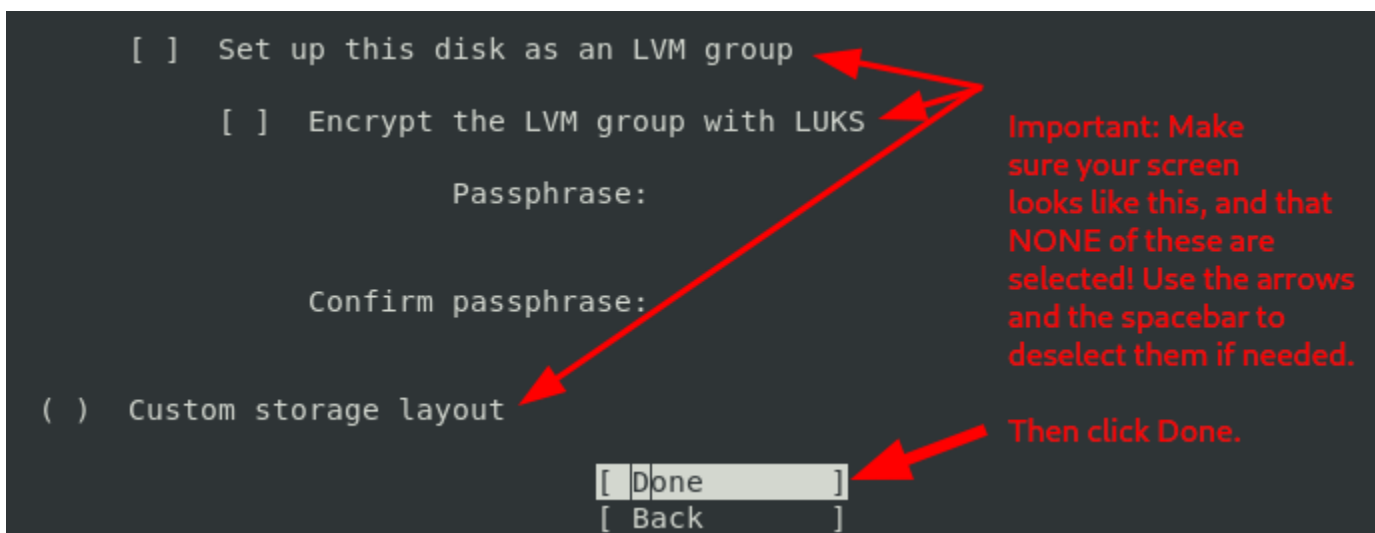 [ ] Set up this disk as an LVM group
[ ] Encrypt the LVM group with LUKS
Passphrase:
Confirm passphrase:
( ) Custom storage layout
[ Done ]
[ Back ]
Important: Make
sure your screen
looks like this, and that
NONE of these are
selected! Use the arrows
and the spacebar to
deselect them if needed.
Then click Done.